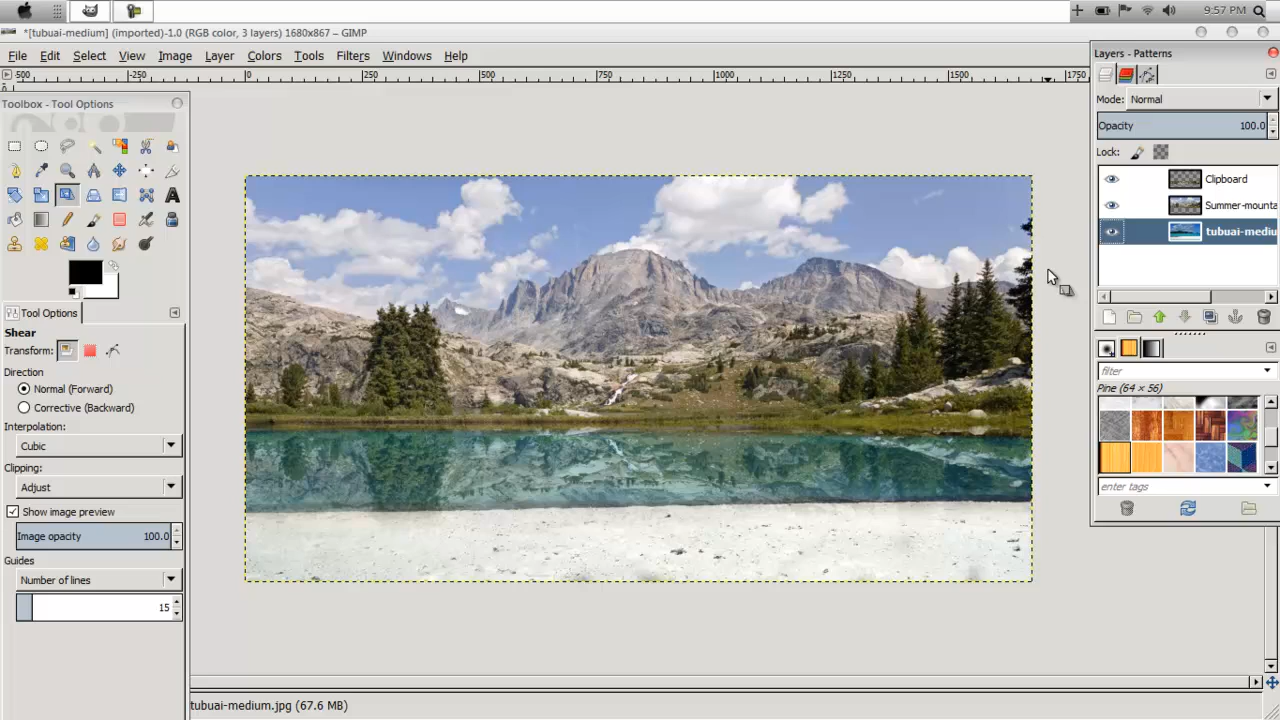 9:57 PM
*[tubuai-medium] (imported)-1.0 (RGB color, 3 layers) 1680x867 – GIMP
File Edit Select View Image Layer Colors Tools Filters Windows Help
Layers - Patterns
-500 -250 0 250 500 750 1000 1250 1500 1750
Toolbox - Tool Options
Mode: Normal
Opacity 100.0
Lock:
Clipboard
Summer-mounta
tubuai-mediu
Tool Options
Shear
Transform:
Direction
Normal (Forward)
Corrective (Backward)
Interpolation:
Cubic
Clipping:
Adjust
Show image preview
Image opacity 100.0
Guides
Number of lines
15
filter
Pine (64 × 56)
enter tags
tubuai-medium.jpg (67.6 MB)